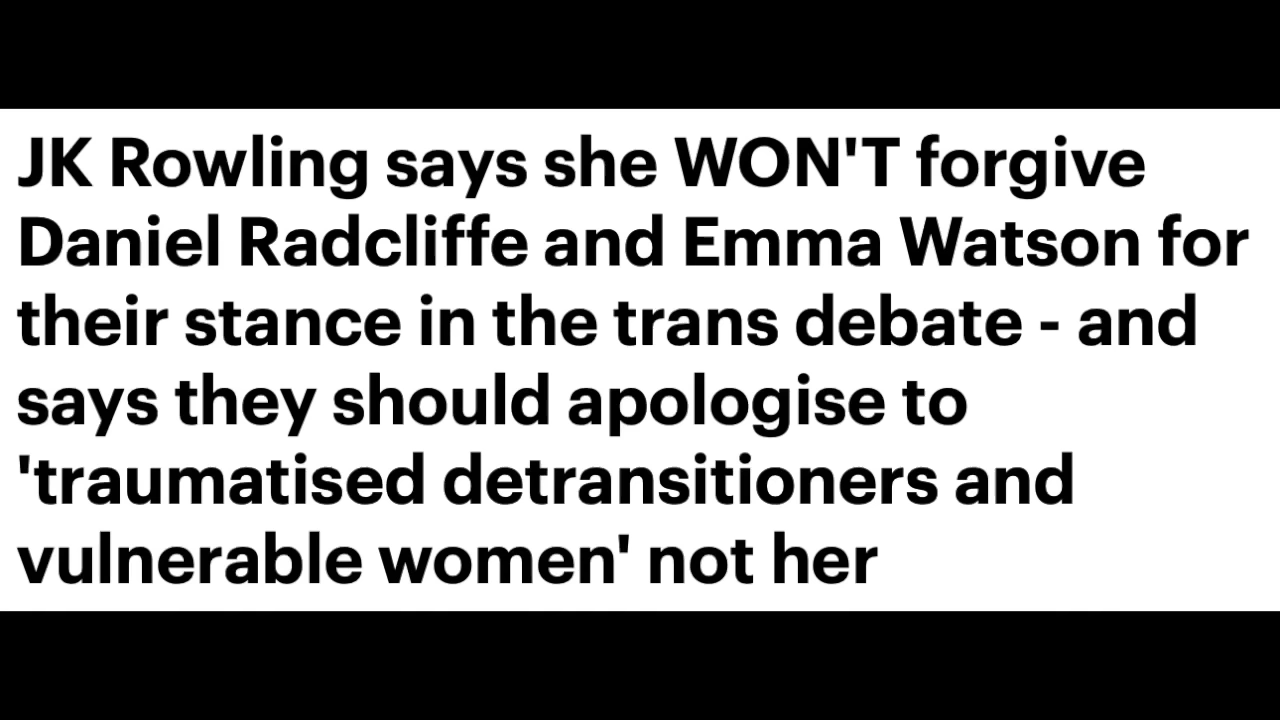 JK Rowling says she WON'T forgive
Daniel Radcliffe and Emma Watson for
their stance in the trans debate - and
says they should apologise to
'traumatised detransitioners and
vulnerable women' not her